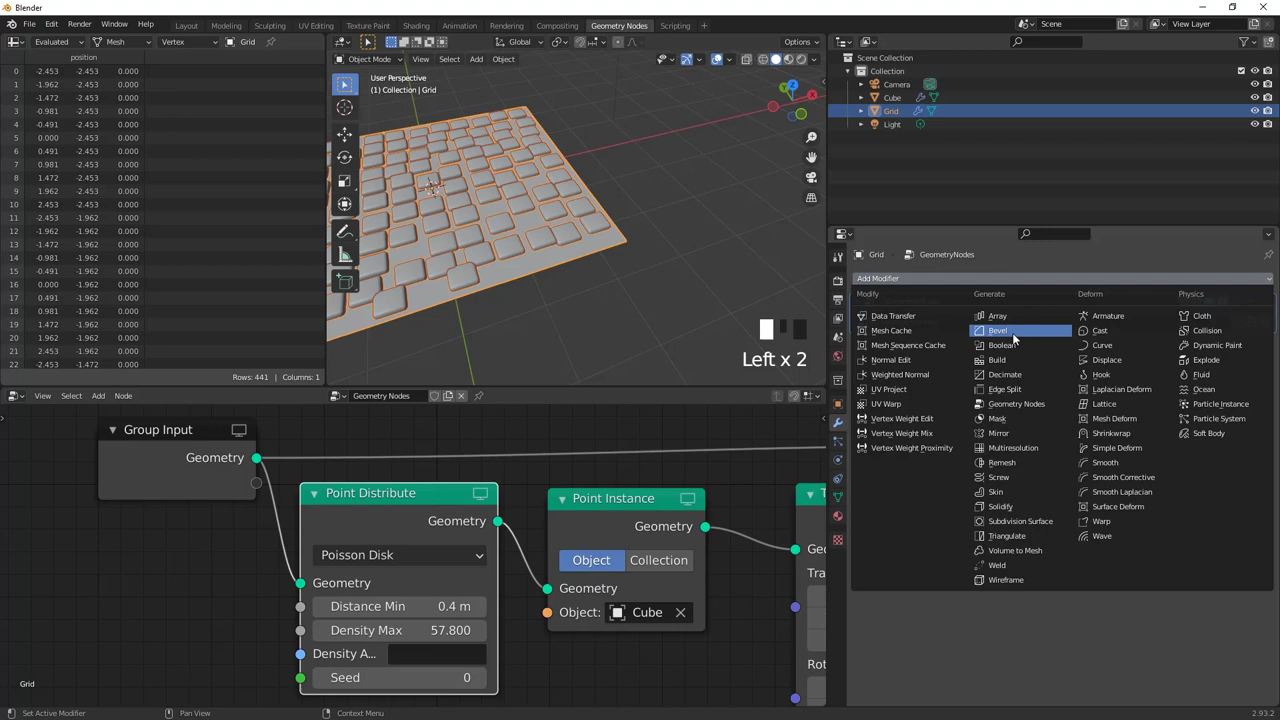 Blender
File Edit Render Window Help Layout Modeling Sculpting UV Editing Texture Paint Shading Animation Rendering Compositing Geometry Nodes Scripting + Scene View Layer
Evaluated Mesh Vertex Grid
position
0 -2.453 -2.453 0.000
1 -1.962 -2.453 0.000
2 -1.472 -2.453 0.000
3 -0.981 -2.453 0.000
4 -0.491 -2.453 0.000
5 0.000 -2.453 0.000
6 0.491 -2.453 0.000
7 0.981 -2.453 0.000
8 1.472 -2.453 0.000
9 1.962 -2.453 0.000
10 2.453 -2.453 0.000
11 -2.453 -1.962 0.000
12 -1.962 -1.962 0.000
13 -1.472 -1.962 0.000
14 -0.981 -1.962 0.000
15 -0.491 -1.962 0.000
16 0.000 -1.962 0.000
17 0.491 -1.962 0.000
18 0.981 -1.962 0.000
19 1.472 -1.962 0.000
20 1.962 -1.962 0.000
21 2.453 -1.962 0.000
22 -2.453 -1.472 0.000
Rows: 441 | Columns: 1
Global Options
Object Mode View Select Add Object
User Perspective
(1) Collection | Grid
Z
Y
X
Left x 2
Scene Collection
Collection
Camera
Cube
Grid
Light
Grid GeometryNodes
Add Modifier
Modify Generate Deform Physics
Data Transfer Array Armature Cloth
Mesh Cache Bevel Cast Collision
Mesh Sequence Cache Boolean Curve Dynamic Paint
Normal Edit Build Displace Explode
Weighted Normal Decimate Hook Fluid
UV Project Edge Split Laplacian Deform Ocean
UV Warp Geometry Nodes Lattice Particle Instance
Vertex Weight Edit Mask Mesh Deform Particle System
Vertex Weight Mix Mirror Shrinkwrap Soft Body
Vertex Weight Proximity Multiresolution Simple Deform
Remesh Smooth
Screw Smooth Corrective
Skin Smooth Laplacian
Solidify Surface Deform
Subdivision Surface Warp
Triangulate Wave
Volume to Mesh
Weld
Wireframe
View Select Add Node Geometry Nodes
Group Input
Geometry
Point Distribute
Geometry
Poisson Disk
Geometry
Distance Min 0.4 m
Density Max 57.800
Density A...
Seed 0
Point Instance
Geometry
Object Collection
Geometry
Object: Cube
T
Geo
Tra
Rot
Grid
Set Active Modifier Pan View Context Menu 2.93.2